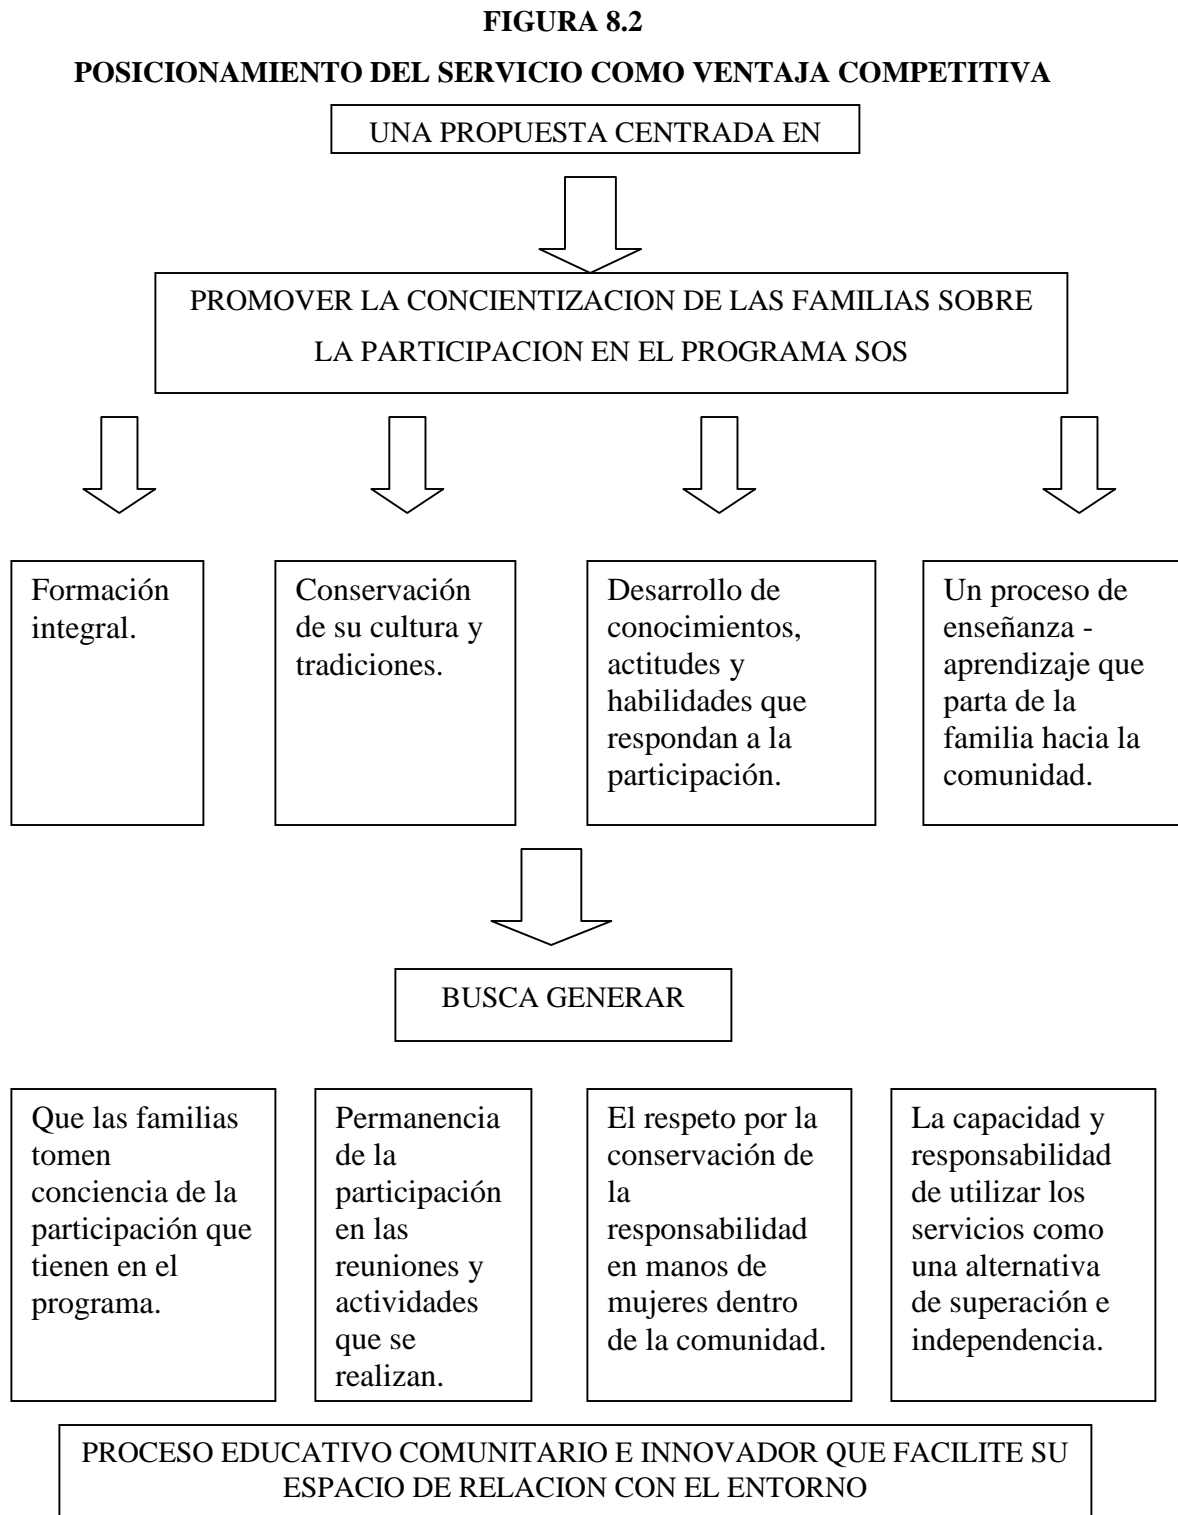 FIGURA 8.2
POSICIONAMIENTO DEL SERVICIO COMO VENTAJA COMPETITIVA
UNA PROPUESTA CENTRADA EN
PROMOVER LA CONCIENTIZACION DE LAS FAMILIAS SOBRE
LA PARTICIPACION EN EL PROGRAMA SOS
Formación
integral.
Conservación
de su cultura y
tradiciones.
Desarrollo de
conocimientos,
actitudes y
habilidades que
respondan a la
participación.
Un proceso de
enseñanza -
aprendizaje que
parta de la
familia hacia la
comunidad.
BUSCA GENERAR
Que las familias
tomen
conciencia de la
participación que
tienen en el
programa.
Permanencia
de la
participación
en las
reuniones y
actividades
que se
realizan.
El respeto por la
conservación de
la
responsabilidad
en manos de
mujeres dentro
de la comunidad.
La capacidad y
responsabilidad
de utilizar los
servicios como
una alternativa
de superación e
independencia.
PROCESO EDUCATIVO COMUNITARIO E INNOVADOR QUE FACILITE SU
ESPACIO DE RELACION CON EL ENTORNO